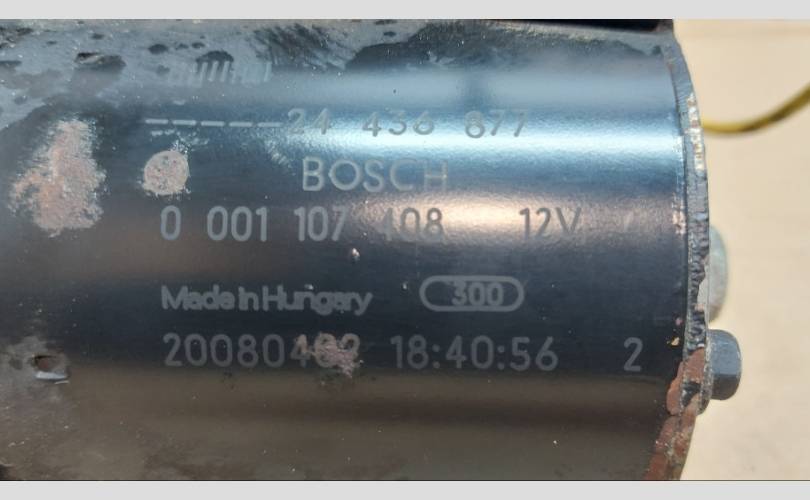 -----24 436 877
BOSCH
0 001 107 408 12V
Made in Hungary 300
18:40:56 2